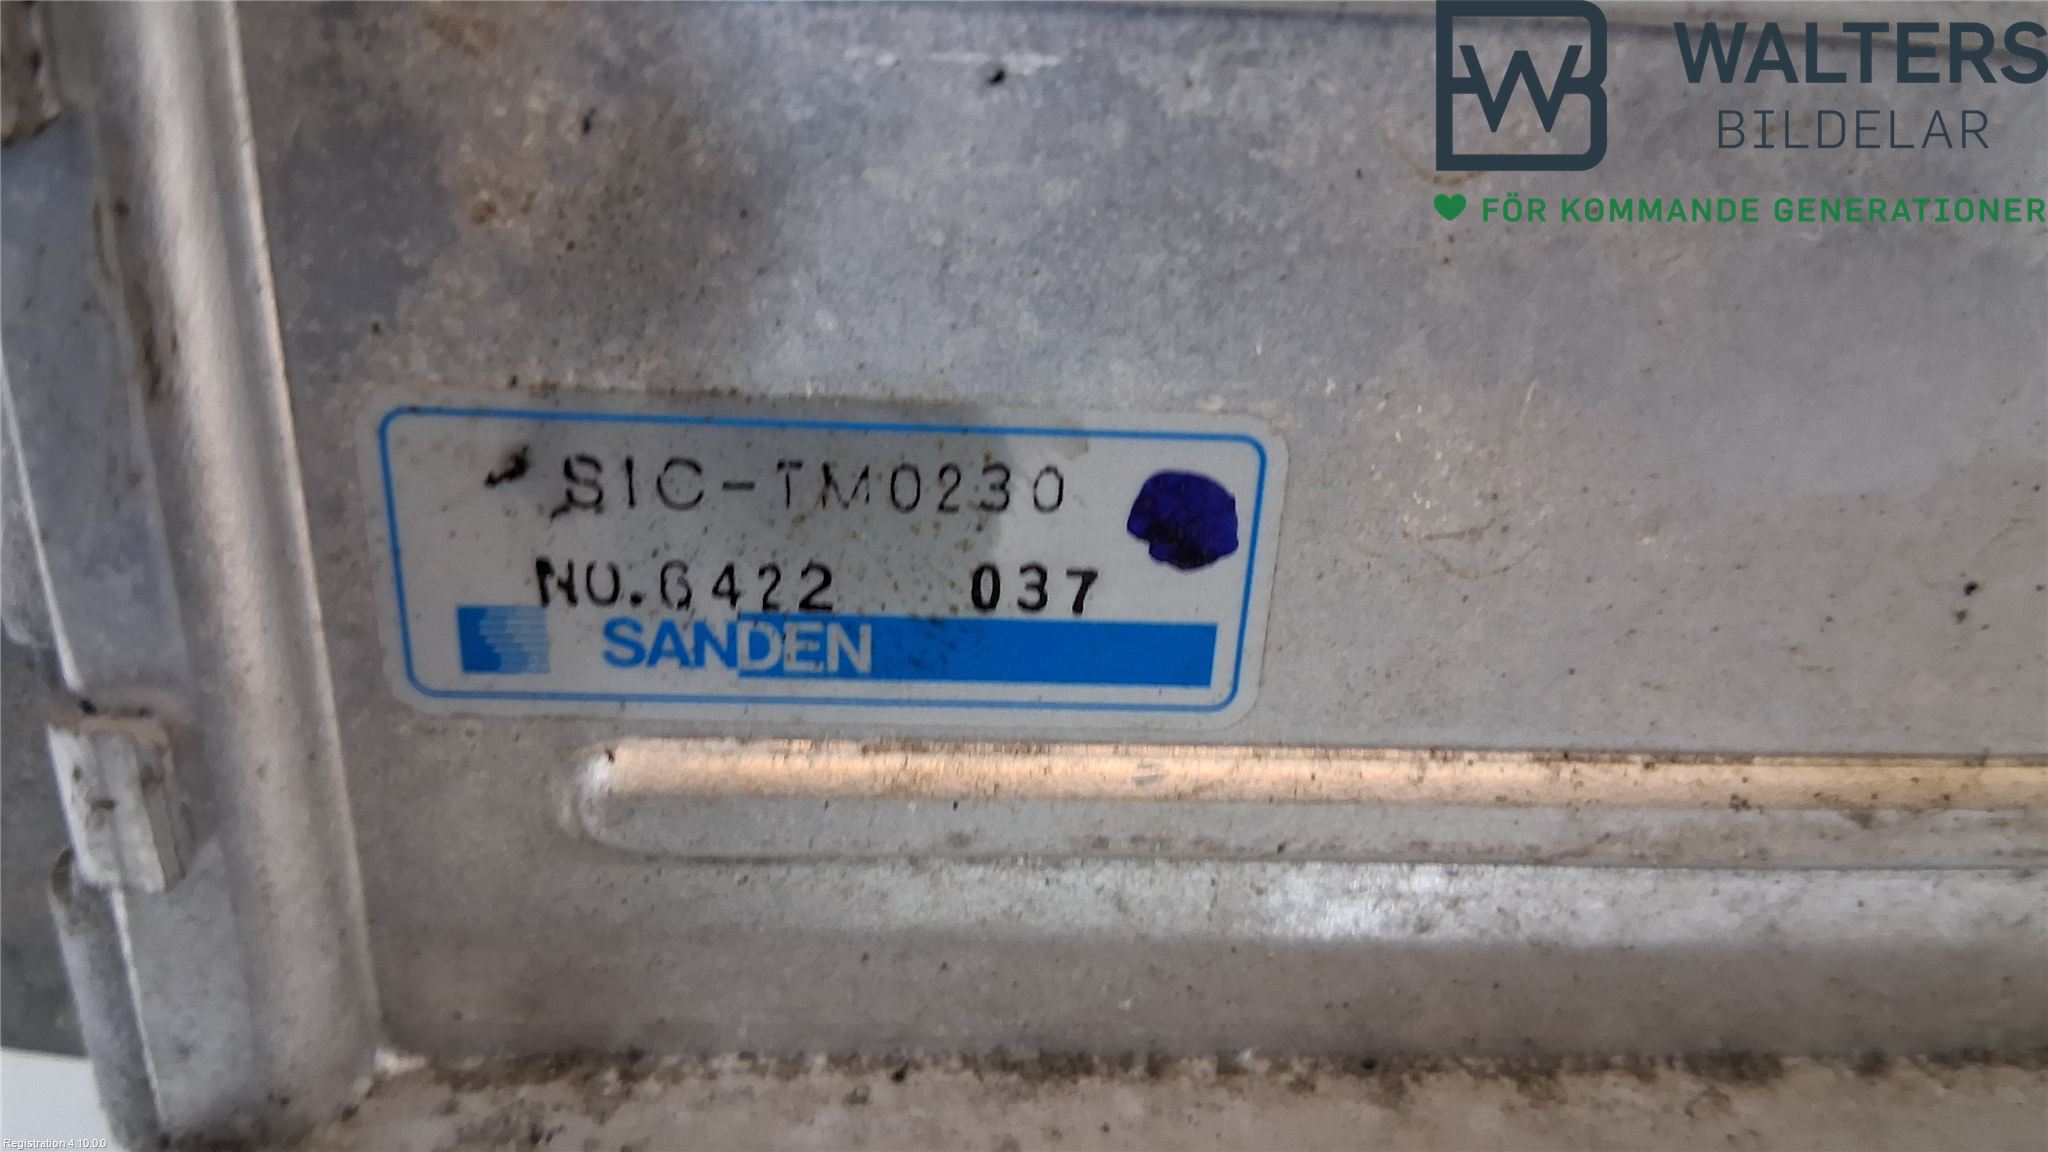 WALTERS
BILDELAR
FÖR KOMMANDE GENERATIONER
SIC-TM0230
NO.6422 037
SANDEN
Registration 4.10.0.0